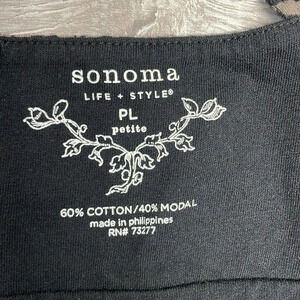 sonoma
LIFE + STYLE®
PL
petite
60% COTTON/40% MODAL
made in philippines
RN# 73277